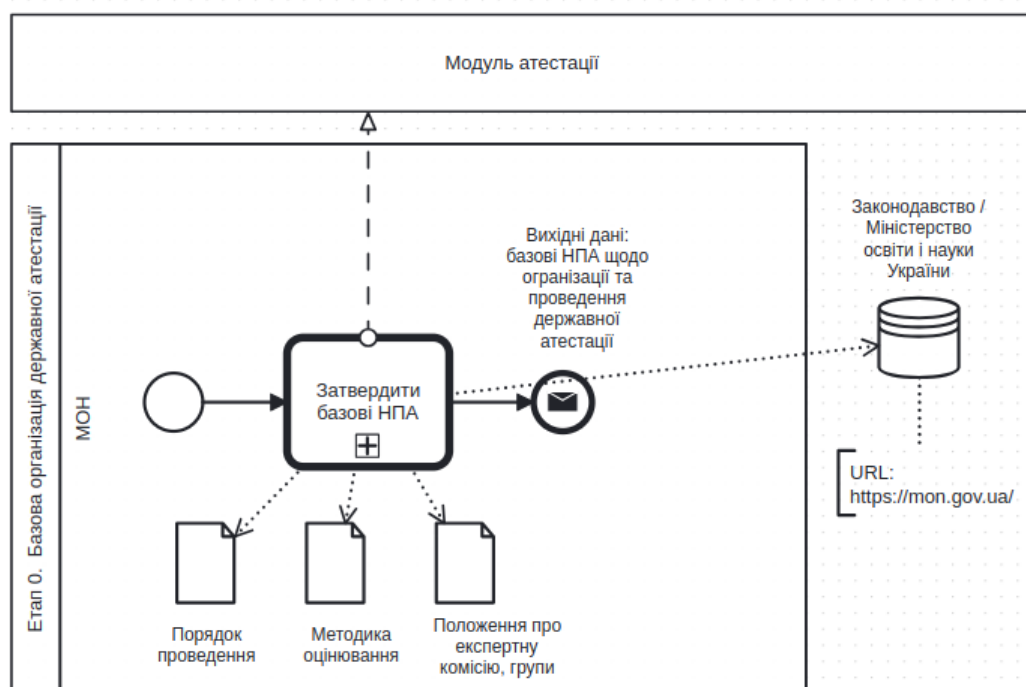 Модуль атестації
Етап 0. Базова організація державної атестації
МОН
Вихідні дані:
базові НПА щодо
огранізації та
проведення
державної
атестації
Законодавство /
Міністерство
освіти і науки
України
Затвердити
базові НПА
URL:
https://mon.gov.ua/
Порядок
проведення
Методика
оцінювання
Положення про
експертну
комісію, групи